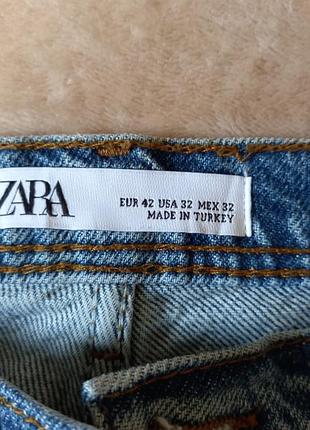 ZARA
EUR 42 USA 32 MEX 32
MADE IN TURKEY